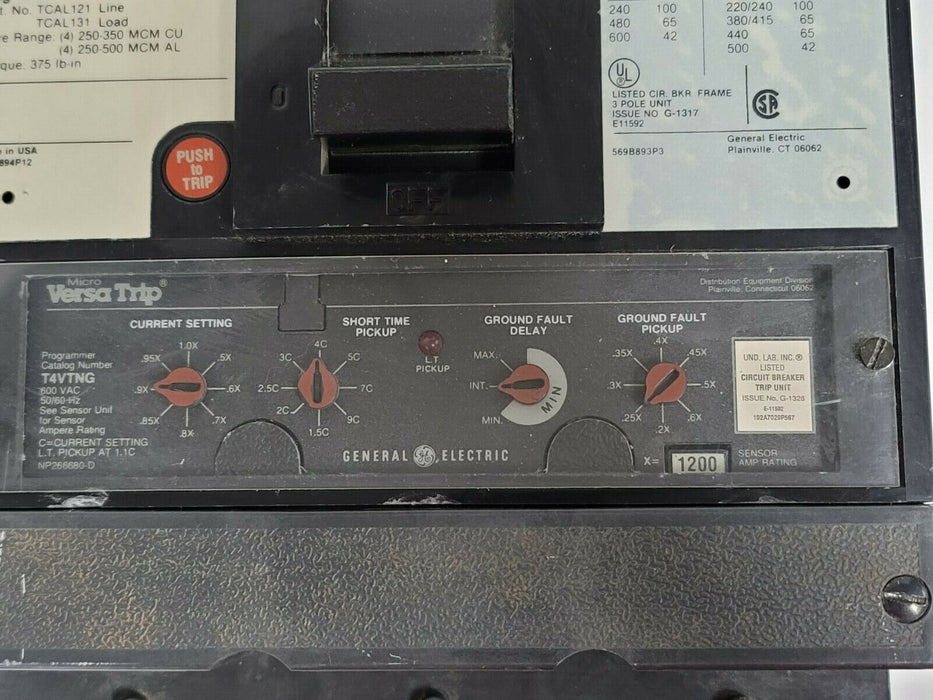 t. No. TCAL121 Line
TCAL131 Load
re Range: (4) 250-350 MCM CU
(4) 250-500 MCM AL
que: 375 lb-in
in USA
894P12
PUSH
to
TRIP
O
OFF
240 100
480 65
600 42
220/240 100
380/415 65
440 65
500 42
UL
LISTED CIR. BKR FRAME
3 POLE UNIT
ISSUE NO G-1317
E11592
569B893P3
General Electric
Plainville, CT 06062
Micro
Versa Trip®
Distribution Equipment Division
Plainville, Connecticut 06062
Programmer
Catalog Number
T4VTNG
600 VAC
50/60 Hz
See Sensor Unit
for Sensor
Ampere Rating
C=CURRENT SETTING
L.T. PICKUP AT 1.1C
NP266680-D
CURRENT SETTING
1.0X
.95X .5X
.9X .6X
.85X .7X
.8X
SHORT TIME
PICKUP
4C
3C 5C
2.5C 7C
2C 9C
1.5C
L.T.
PICKUP
GROUND FAULT
DELAY
MAX.
INT.
MIN.
MIN
GROUND FAULT
PICKUP
.4X
.35X .45X
.3X .5X
.25X .6X
.2X
UND. LAB. INC.®
LISTED
CIRCUIT BREAKER
TRIP UNIT
ISSUE No. G-1326
E-11592
GENERAL GE ELECTRIC
X= 1200
SENSOR
AMP RATING